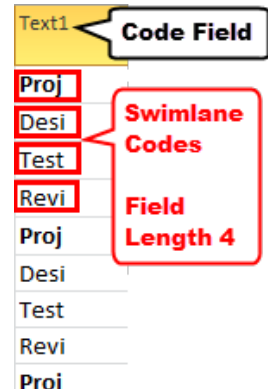 Text1
Code Field
Proj
Desi
Test
Revi
Proj
Desi
Test
Revi
Proj
Swimlane
Codes
Field
Length 4